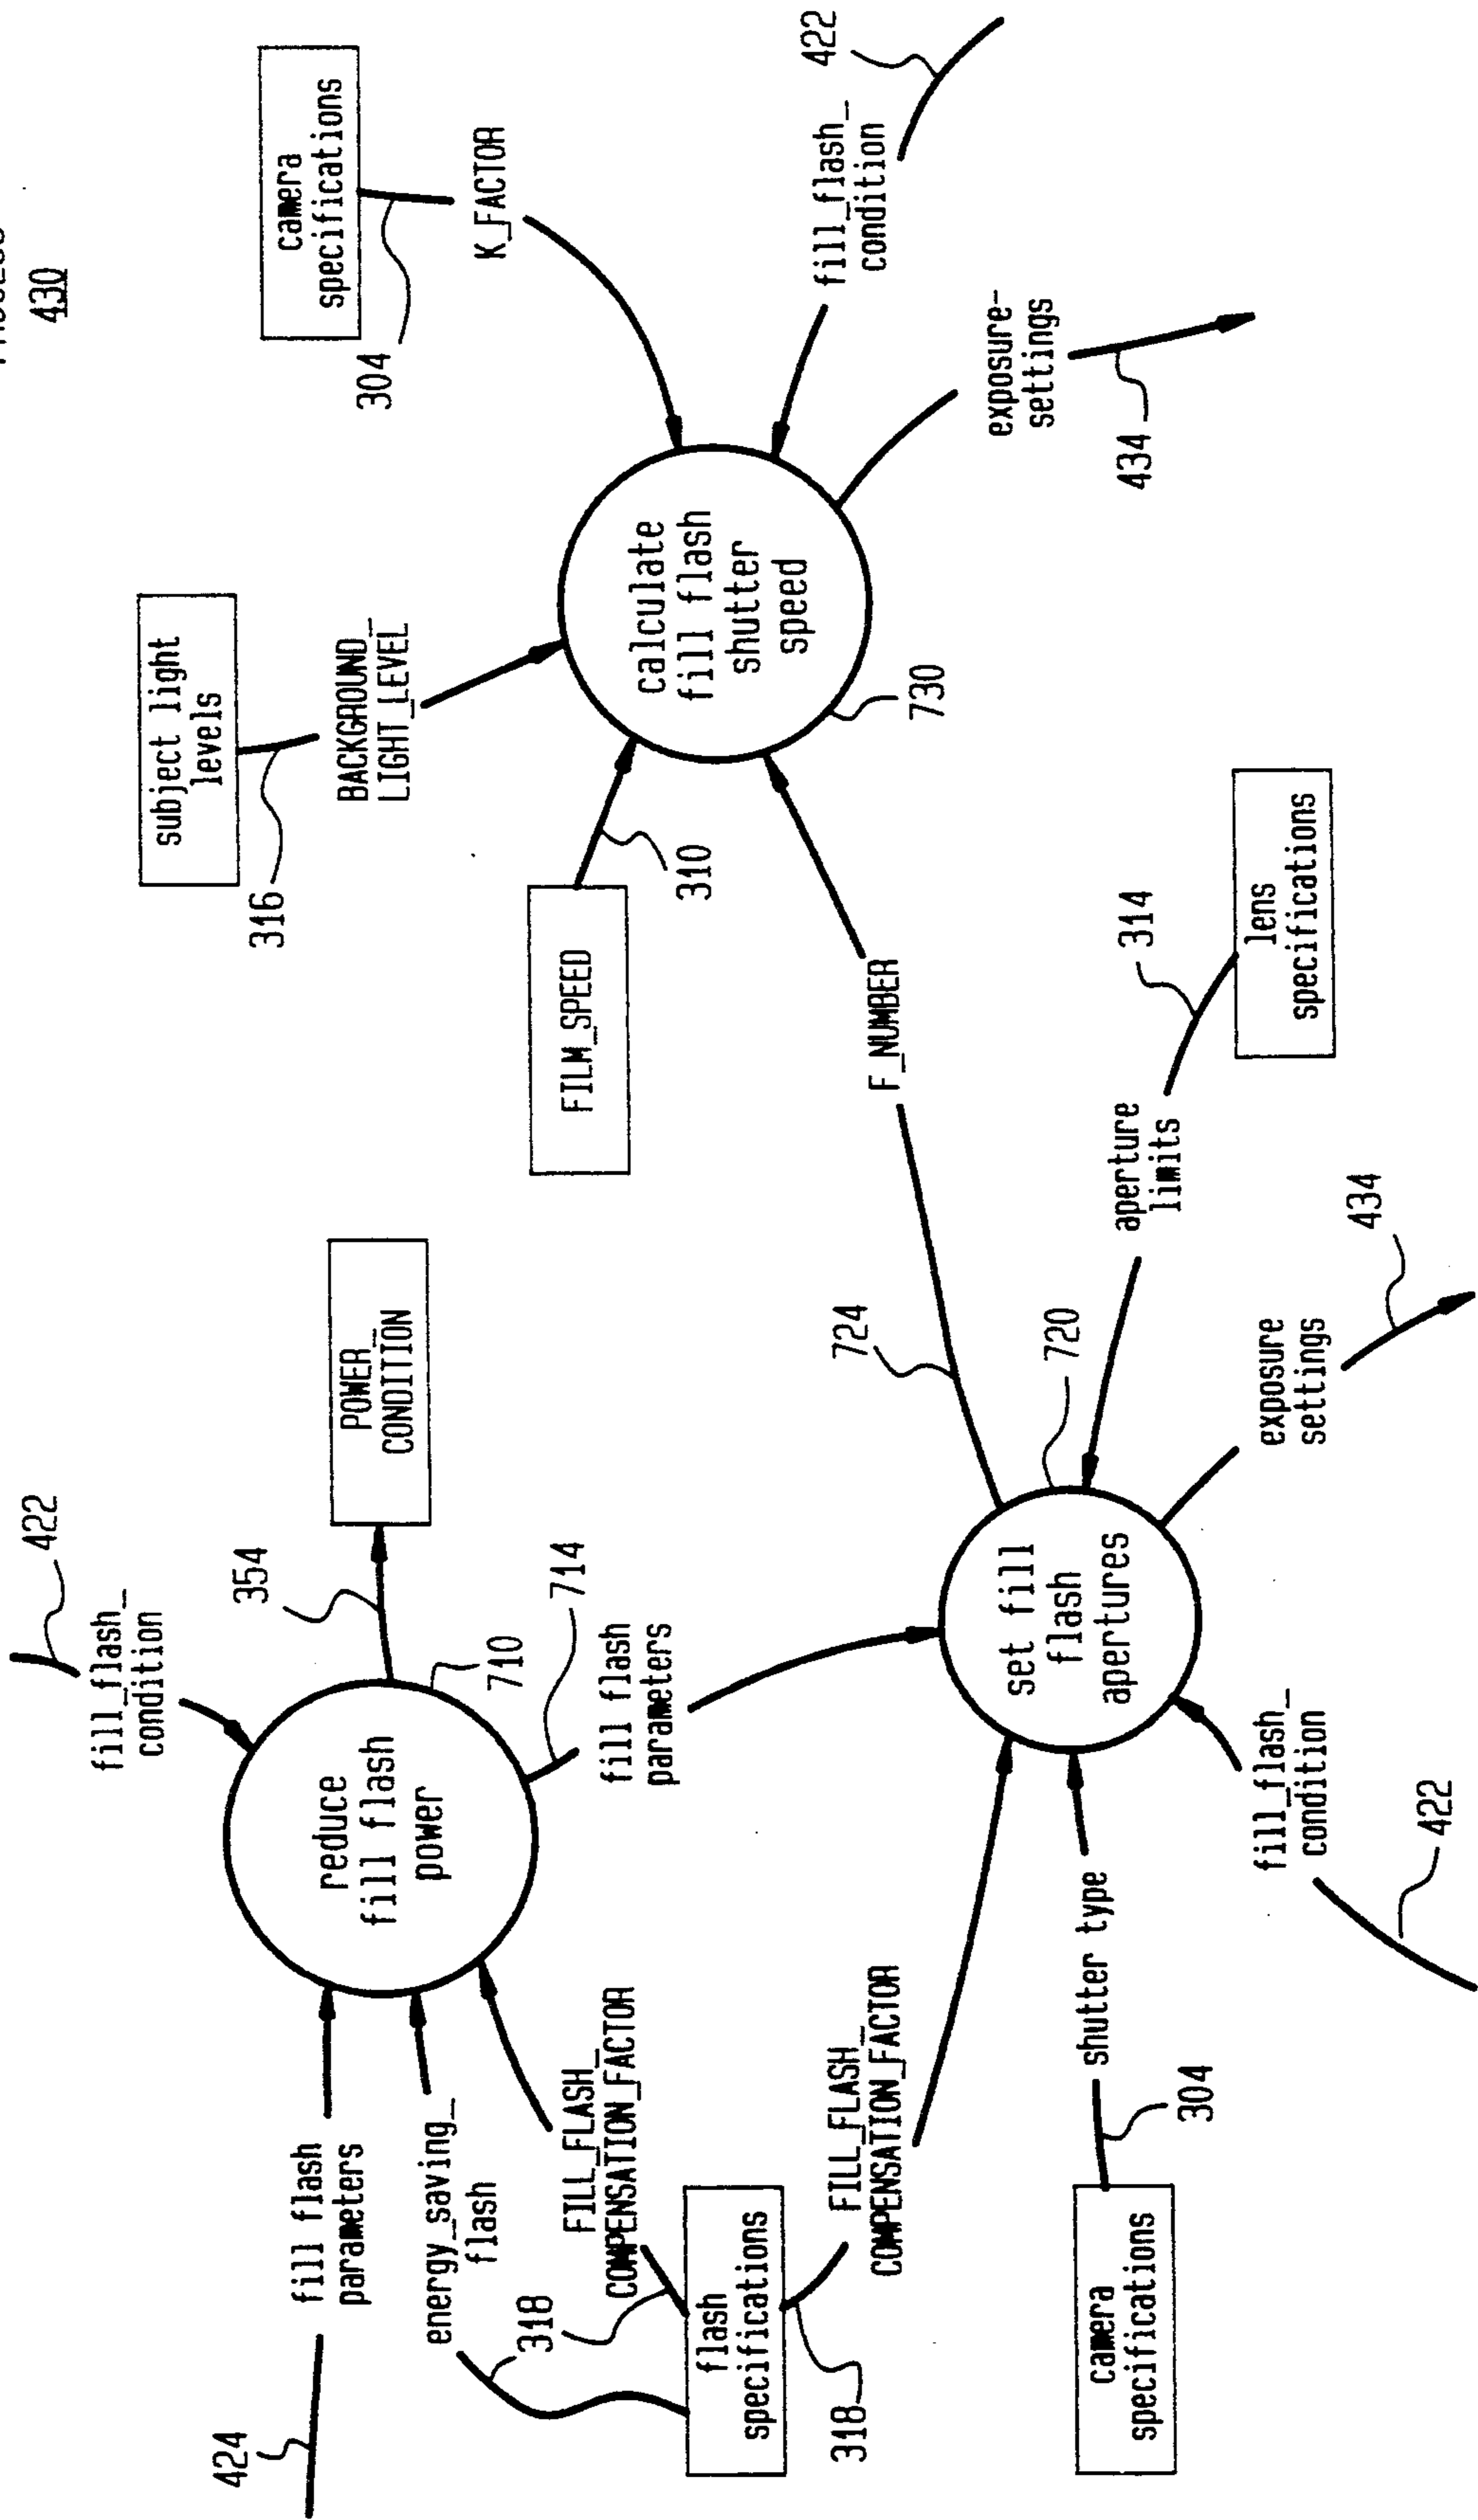 430
422
fill_flash_
condition
354
POWER_
CONDITION
710
714
reduce
fill flash
power
424
fill flash
parameters
energy_saving_
flash
318
FILL_FLASH_
COMPENSATION_FACTOR
flash
specifications
318
FILL_FLASH_
COMPENSATION_FACTOR
fill flash
parameters
camera
specifications
304
shutter type
set fill
flash
apertures
720
724
F_NUMBER
fill_flash_
condition
422
exposure
settings
434
aperture
limits
314
lens
specifications
316
subject light
levels
BACKGROUND_
LIGHT_LEVEL
FILM_SPEED
310
calculate
fill flash
shutter
speed
730
camera
specifications
304
K_FACTOR
fill_flash_
condition
422
exposure-
settings
434